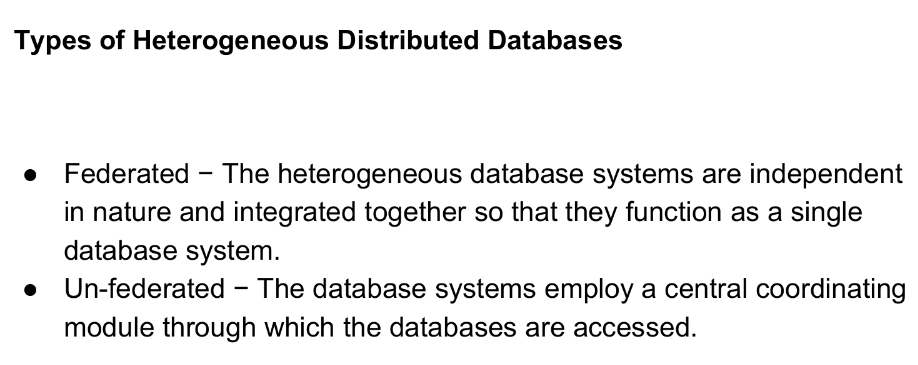 Types of Heterogeneous Distributed Databases
● Federated − The heterogeneous database systems are independent
in nature and integrated together so that they function as a single
database system.
● Un-federated − The database systems employ a central coordinating
module through which the databases are accessed.